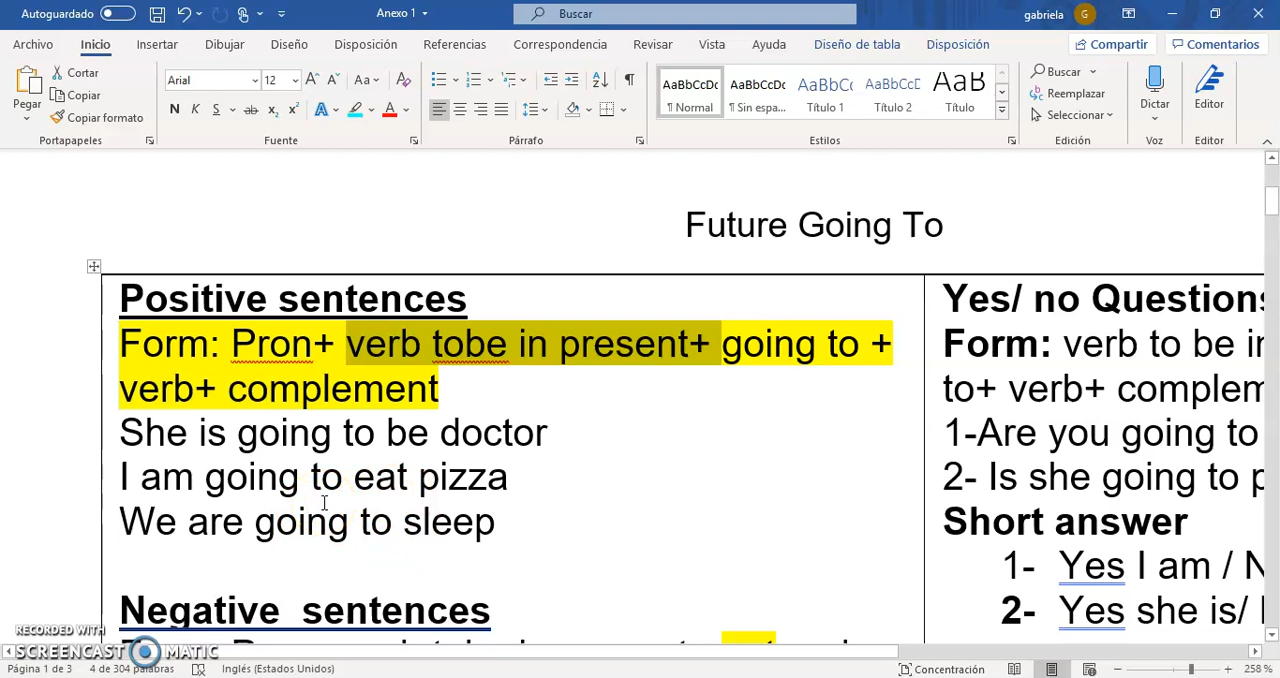 Autoguardado
Anexo 1
Buscar
gabriela
G
Archivo Inicio Insertar Dibujar Diseño Disposición Referencias Correspondencia Revisar Vista Ayuda Diseño de tabla Disposición
Compartir
Comentarios
Pegar
Cortar
Copiar
Copiar formato
Portapapeles
Arial
12
Fuente
Párrafo
AaBbCcDc
¶ Normal
AaBbCcDc
¶ Sin espa...
AaBbCc
Título 1
AaBbCcD
Título 2
AaB
Título
Estilos
Buscar
Reemplazar
Seleccionar
Edición
Dictar
Voz
Editor
Editor
Future Going To
Positive sentences
Form: Pron+ verb tobe in present+ going to +
verb+ complement
She is going to be doctor
I am going to eat pizza
We are going to sleep
Negative sentences
Yes/ no Questions
Form: verb to be in
to+ verb+ complem
1-Are you going to
2- Is she going to p
Short answer
1- Yes I am / N
2- Yes she is/
RECORDED WITH
SCREENCAST MATIC
Página 1 de 3
4 de 304 palabras
Inglés (Estados Unidos)
Concentración
258 %